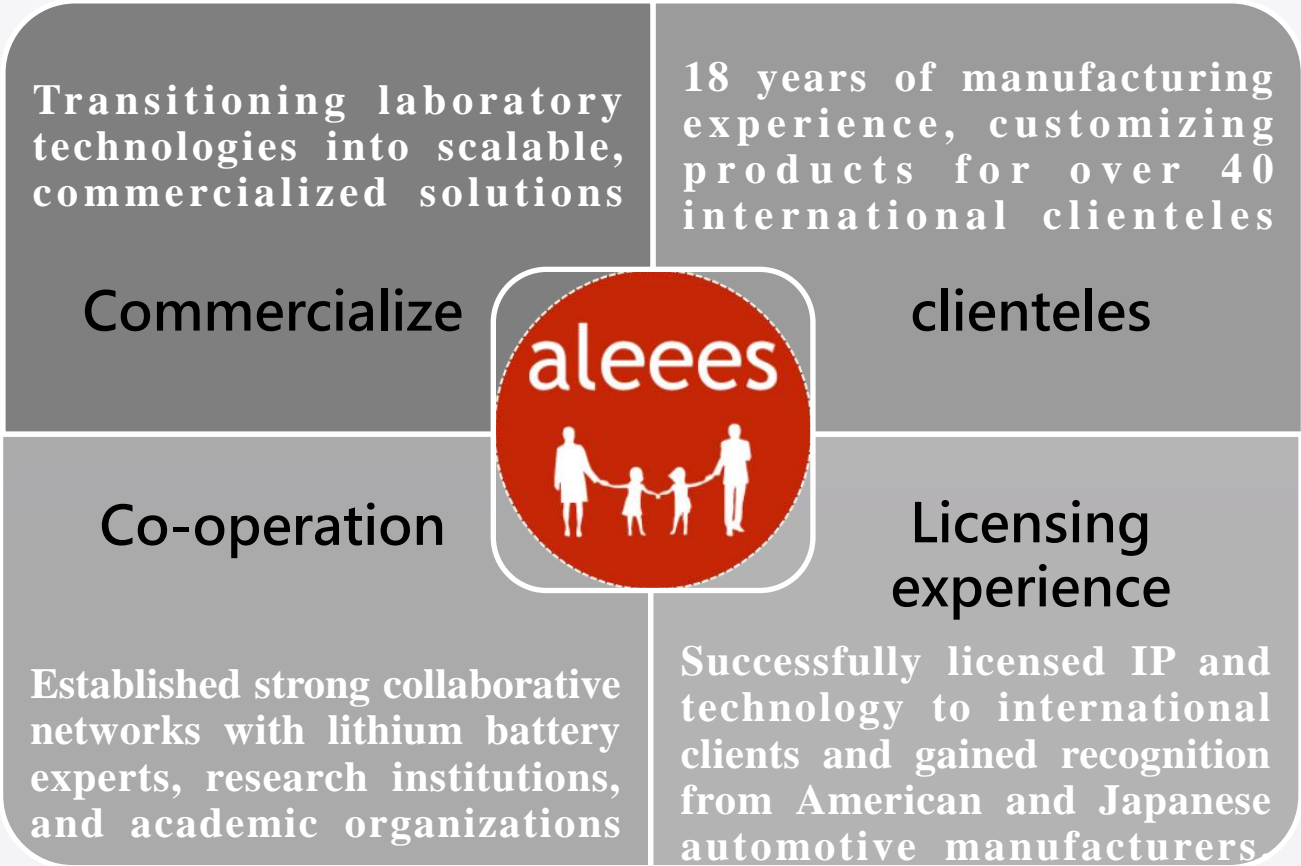 Transitioning laboratory
technologies into scalable,
commercialized solutions
Commercialize
18 years of manufacturing
experience, customizing
products for over 40
international clienteles
clienteles
aleees
Co-operation
Established strong collaborative
networks with lithium battery
experts, research institutions,
and academic organizations
Licensing
experience
Successfully licensed IP and
technology to international
clients and gained recognition
from American and Japanese
automotive manufacturers.